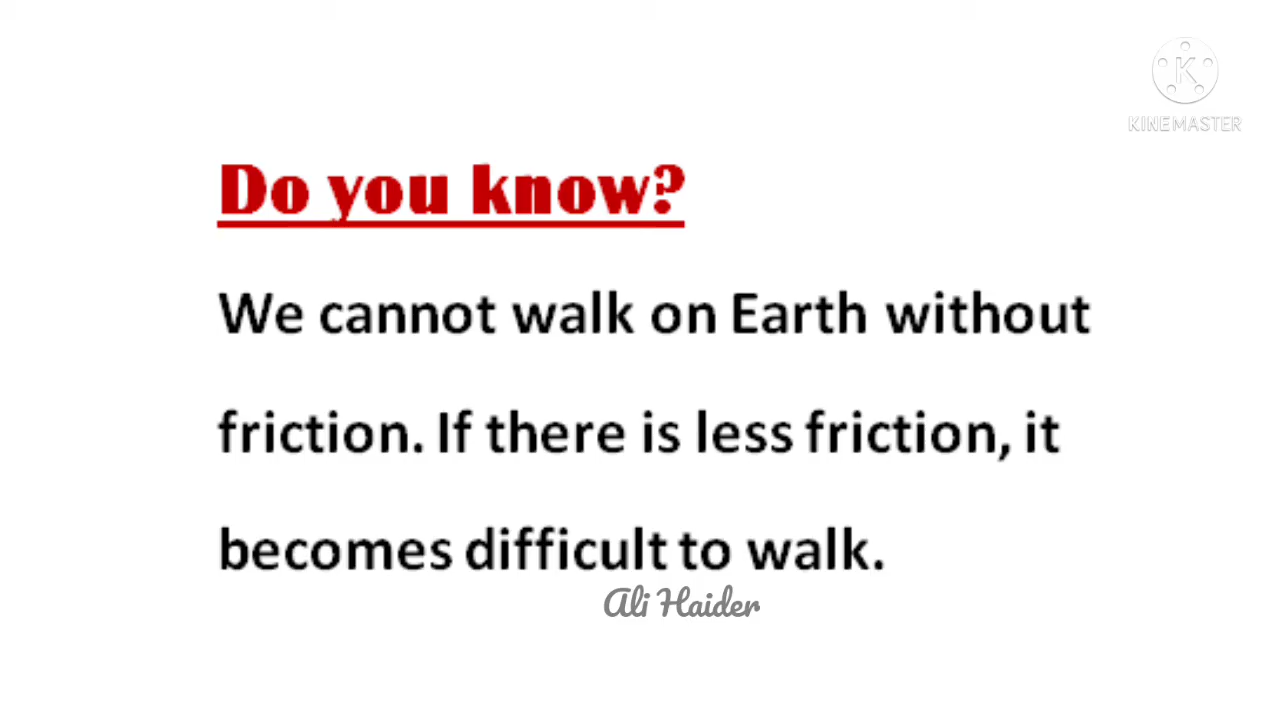 KINEMASTER
Do you know?
We cannot walk on Earth without
friction. If there is less friction, it
becomes difficult to walk.
Ali Haider